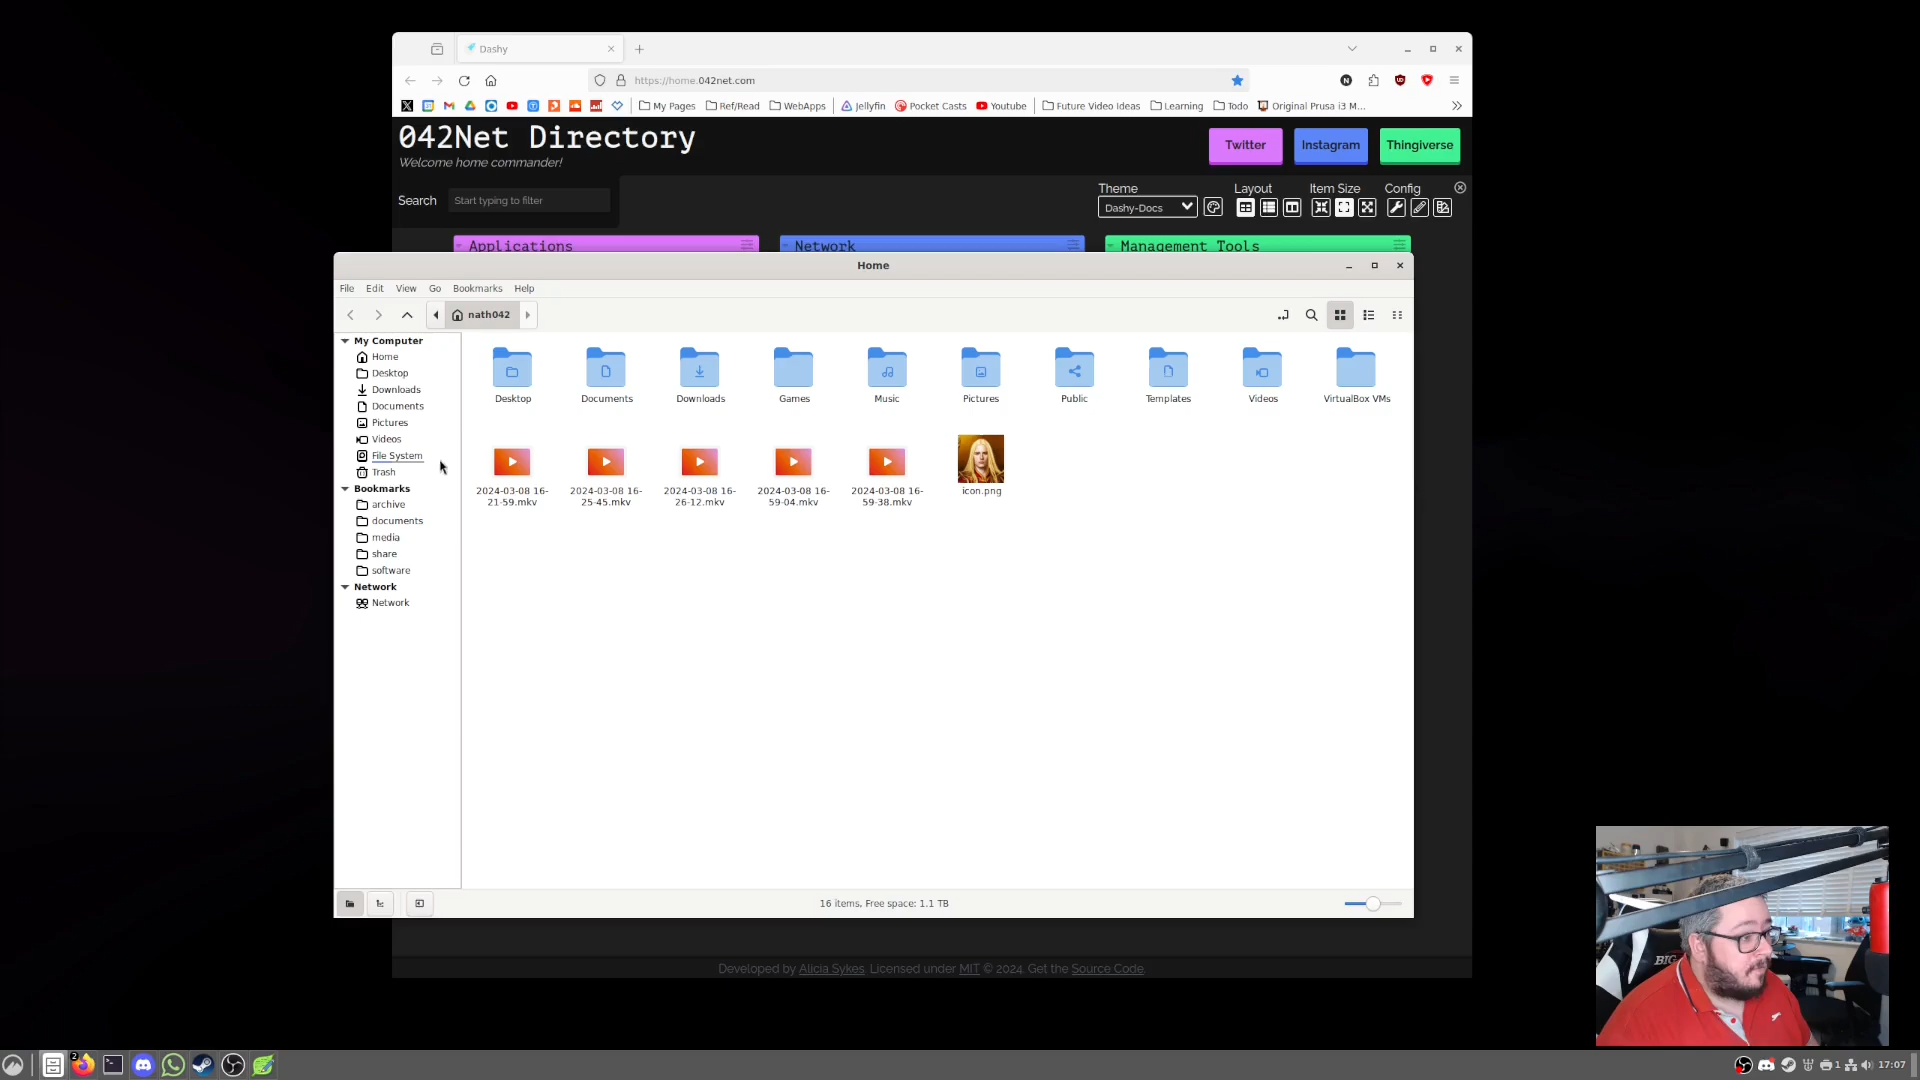 Dashy
https://home.042net.com
My Pages
Ref/Read
WebApps
Jellyfin
Pocket Casts
Youtube
Future Video Ideas
Learning
Todo
Original Prusa i3 M...
042Net Directory
Welcome home commander!
Twitter
Instagram
Thingiverse
Search
Start typing to filter
Theme
Layout
Item Size
Config
Dashy-Docs
Applications
Network
Management Tools
Home
File
Edit
View
Go
Bookmarks
Help
nath042
My Computer
Home
Desktop
Downloads
Documents
Pictures
Videos
File System
Trash
Bookmarks
archive
documents
media
share
software
Network
Network
Desktop
Documents
Downloads
Games
Music
Pictures
Public
Templates
Videos
VirtualBox VMs
2024-03-08 16-
21-59.mkv
2024-03-08 16-
25-45.mkv
2024-03-08 16-
26-12.mkv
2024-03-08 16-
59-04.mkv
2024-03-08 16-
59-38.mkv
icon.png
16 items, Free space: 1.1 TB
Developed by Alicia Sykes. Licensed under MIT © 2024. Get the Source Code.
BIG
2
1
17:07